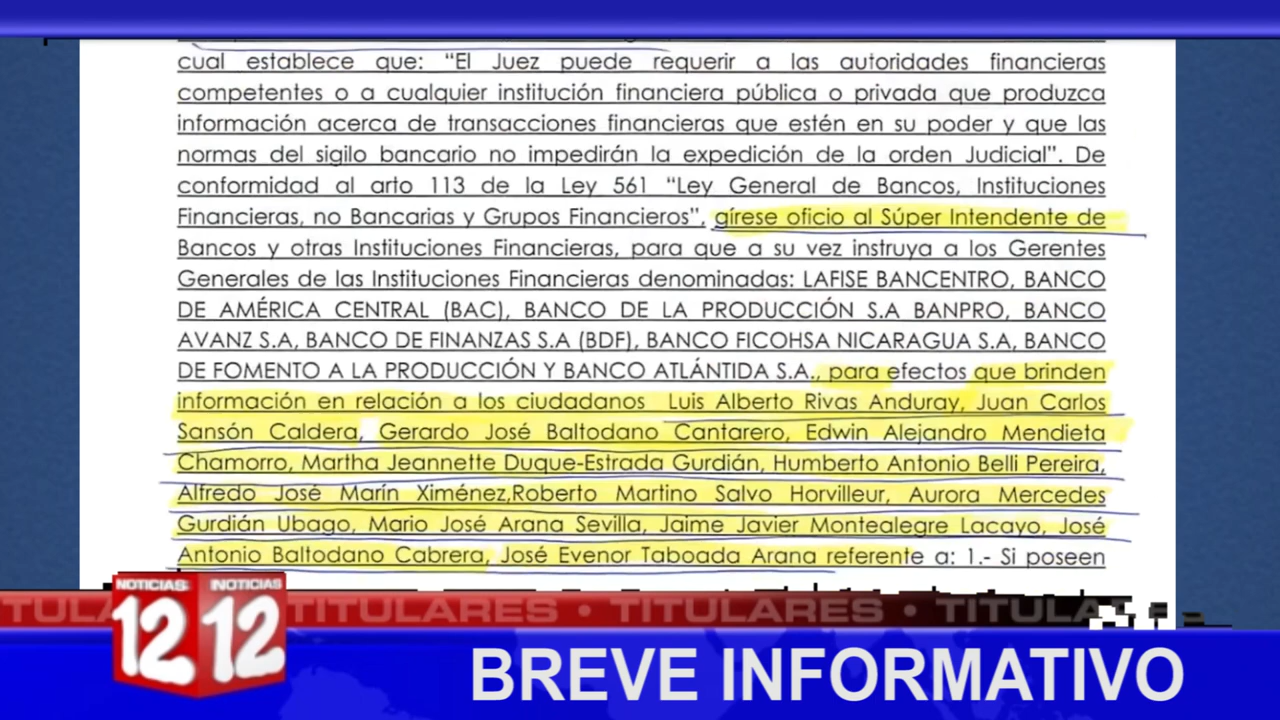 cual establece que: “El Juez puede requerir a las autoridades financieras
competentes o a cualquier institución financiera pública o privada que produzca
información acerca de transacciones financieras que estén en su poder y que las
normas del sigilo bancario no impedirán la expedición de la orden Judicial”. De
conformidad al arto 113 de la Ley 561 “Ley General de Bancos, Instituciones
Financieras, no Bancarias y Grupos Financieros”, gírese oficio al Súper Intendente de
Bancos y otras Instituciones Financieras, para que a su vez instruya a los Gerentes
Generales de las Instituciones Financieras denominadas: LAFISE BANCENTRO, BANCO
DE AMÉRICA CENTRAL (BAC), BANCO DE LA PRODUCCIÓN S.A BANPRO, BANCO
AVANZ S.A, BANCO DE FINANZAS S.A (BDF), BANCO FICOHSA NICARAGUA S.A, BANCO
DE FOMENTO A LA PRODUCCIÓN Y BANCO ATLÁNTIDA S.A., para efectos que brinden
información en relación a los ciudadanos Luis Alberto Rivas Anduray, Juan Carlos
Sansón Caldera, Gerardo José Baltodano Cantarero, Edwin Alejandro Mendieta
Chamorro, Martha Jeannette Duque-Estrada Gurdián, Humberto Antonio Belli Pereira,
Alfredo José Marín Ximénez,Roberto Martino Salvo Horvilleur, Aurora Mercedes
Gurdián Ubago, Mario José Arana Sevilla, Jaime Javier Montealegre Lacayo, José
Antonio Baltodano Cabrera, José Evenor Taboada Arana referente a: 1.- Si poseen
TULA TITULARES • TITULARES • TITULA
NOTICIAS NOTICIAS
12 12
BREVE INFORMATIVO